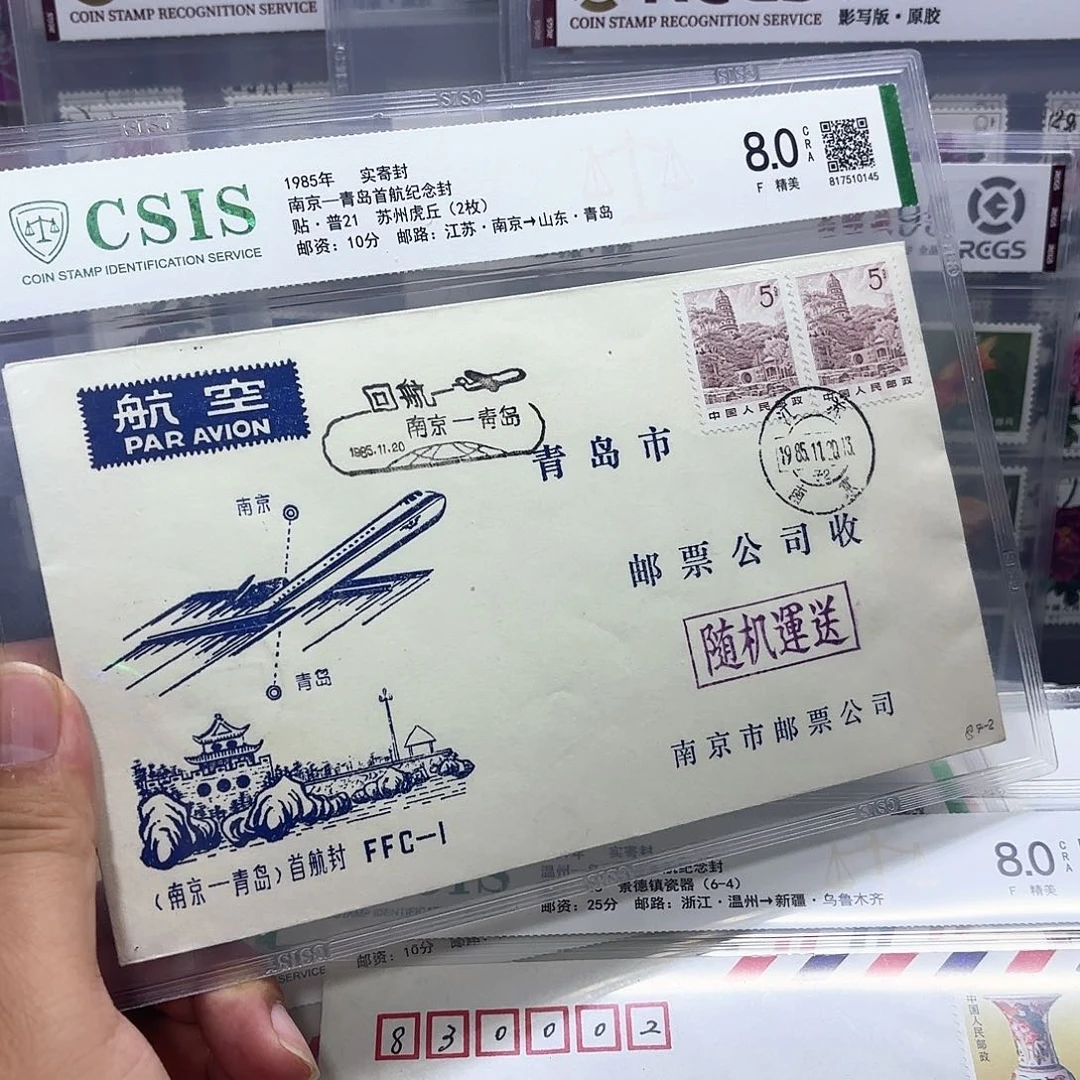 COIN STAMP RECOGNITION SERVICE
COIN STAMP RECOGNITION SERVICE
影写版·原胶
CSIS
COIN STAMP IDENTIFICATION SERVICE
1985年 实寄封
南京—青岛首航纪念封
贴·普21 苏州虎丘（2枚）
邮资：10分 邮路：江苏·南京→山东·青岛
8.0
CRA
F 精美
817510145
RCGS
航空
PAR AVION
回航
南京—青岛
1985.11.20
5分
5分
中国人民邮政
中国人民邮政
1985.11.20.13
青岛市
邮票公司收
随机運送
南京市邮票公司
南京
青岛
（南京—青岛）首航封 FFC—1
实寄封
纪念封
景德镇瓷器（6-4）
邮资：25分 邮路：浙江·温州→新疆·乌鲁木齐
8.0
CRA
F 精美
邮资：10分
SERVICE
830002
中国人民邮政